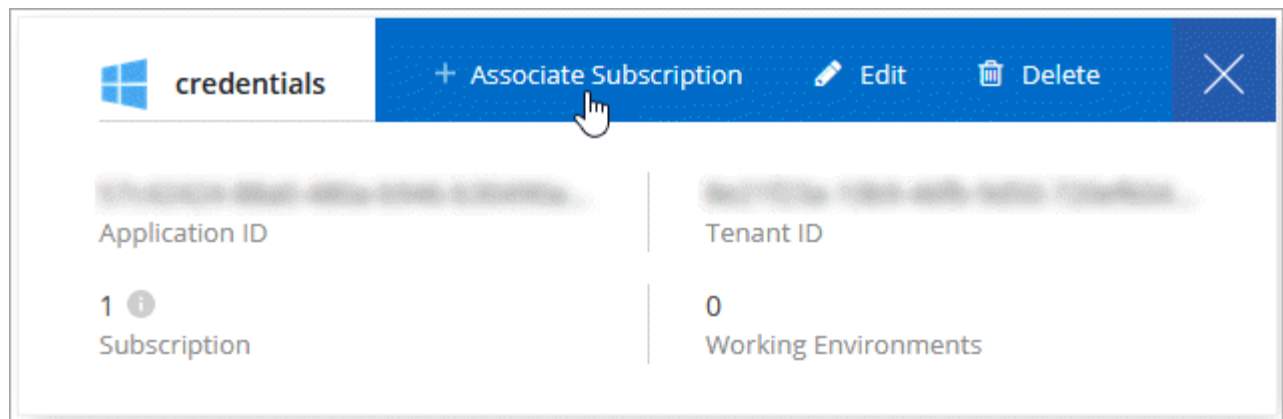 credentials
+ Associate Subscription
Edit
Delete
Application ID
Tenant ID
1
0
Subscription
Working Environments